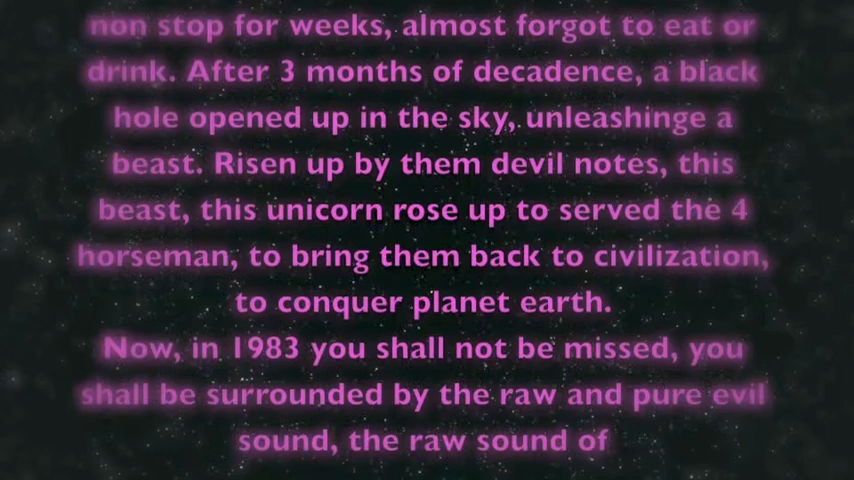 non stop for weeks, almost forgot to eat or
drink. After 3 months of decadence, a black
hole opened up in the sky, unleashinge a
beast. Risen up by them devil notes, this
beast, this unicorn rose up to served the 4
horseman, to bring them back to civilization,
to conquer planet earth.
Now, in 1983 you shall not be missed, you
shall be surrounded by the raw and pure evil
sound, the raw sound of